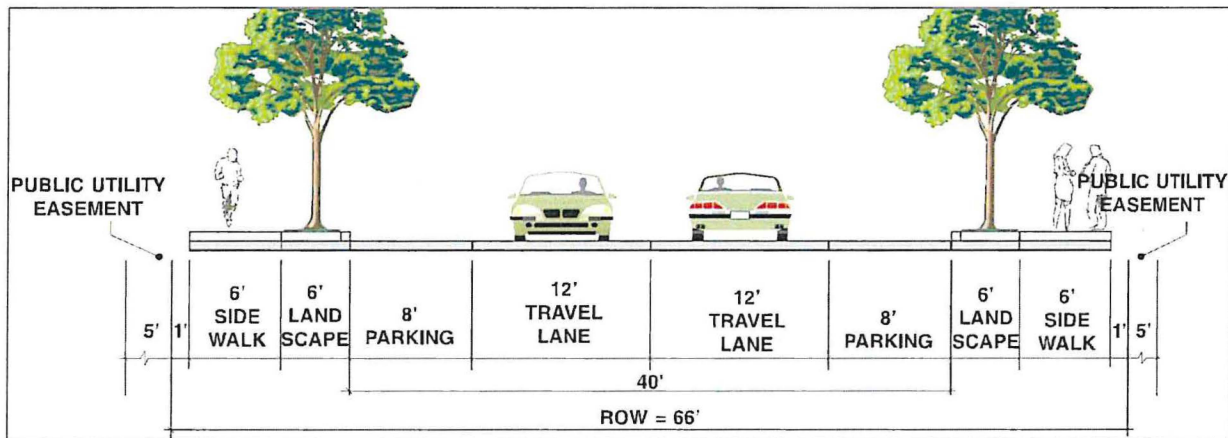 PUBLIC UTILITY
EASEMENT
PUBLIC UTILITY
EASEMENT
5'
1'
6'
SIDE
WALK
6'
LAND
SCAPE
8'
PARKING
12'
TRAVEL
LANE
12'
TRAVEL
LANE
8'
PARKING
6'
LAND
SCAPE
6'
SIDE
WALK
1'
5'
40'
ROW = 66'